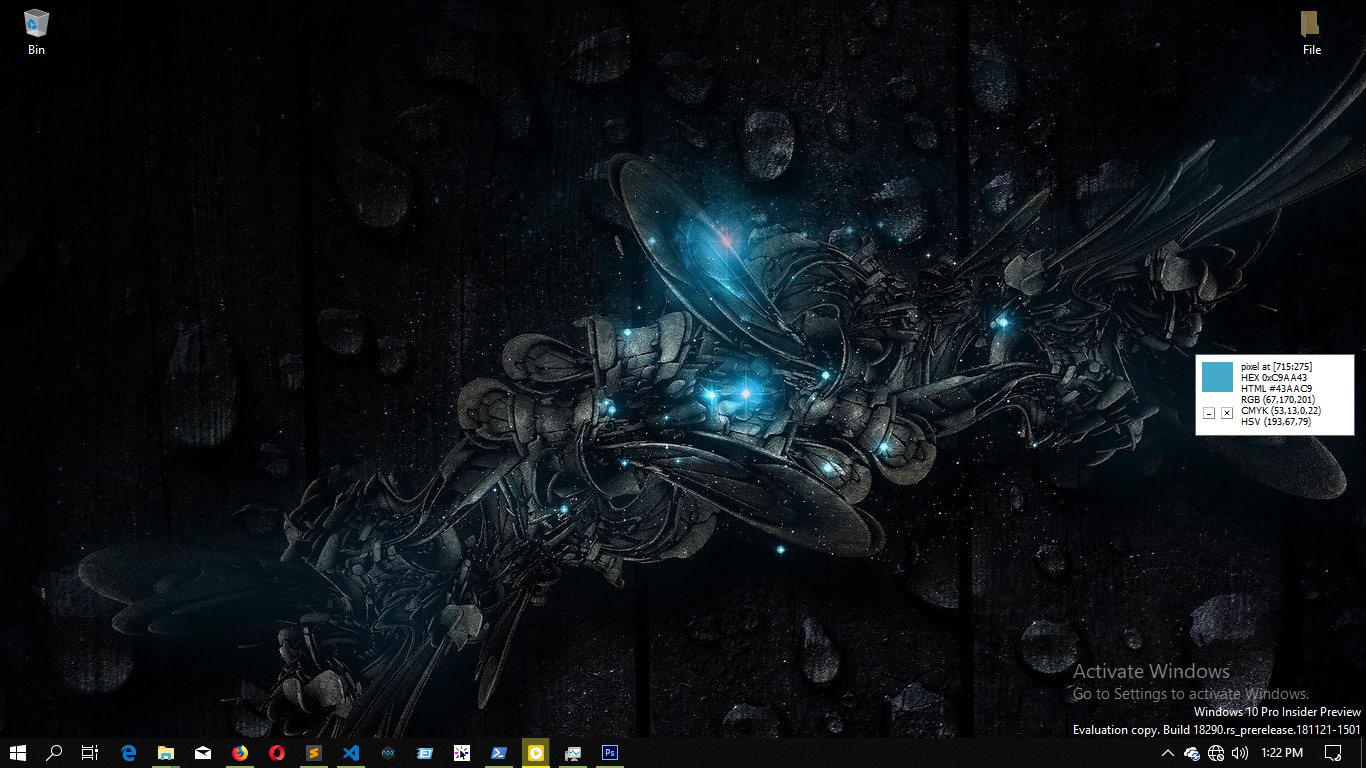 Bin
File
pixel at [715:275]
HEX 0xC9AA43
HTML #43AAC9
RGB (67,170,201)
CMYK (53,13,0,22)
HSV (193,67,79)
Activate Windows
Go to Settings to activate Windows.
Windows 10 Pro Insider Preview
Evaluation copy. Build 18290.rs_prerelease.181121-1501
nox
Ps
1:22 PM